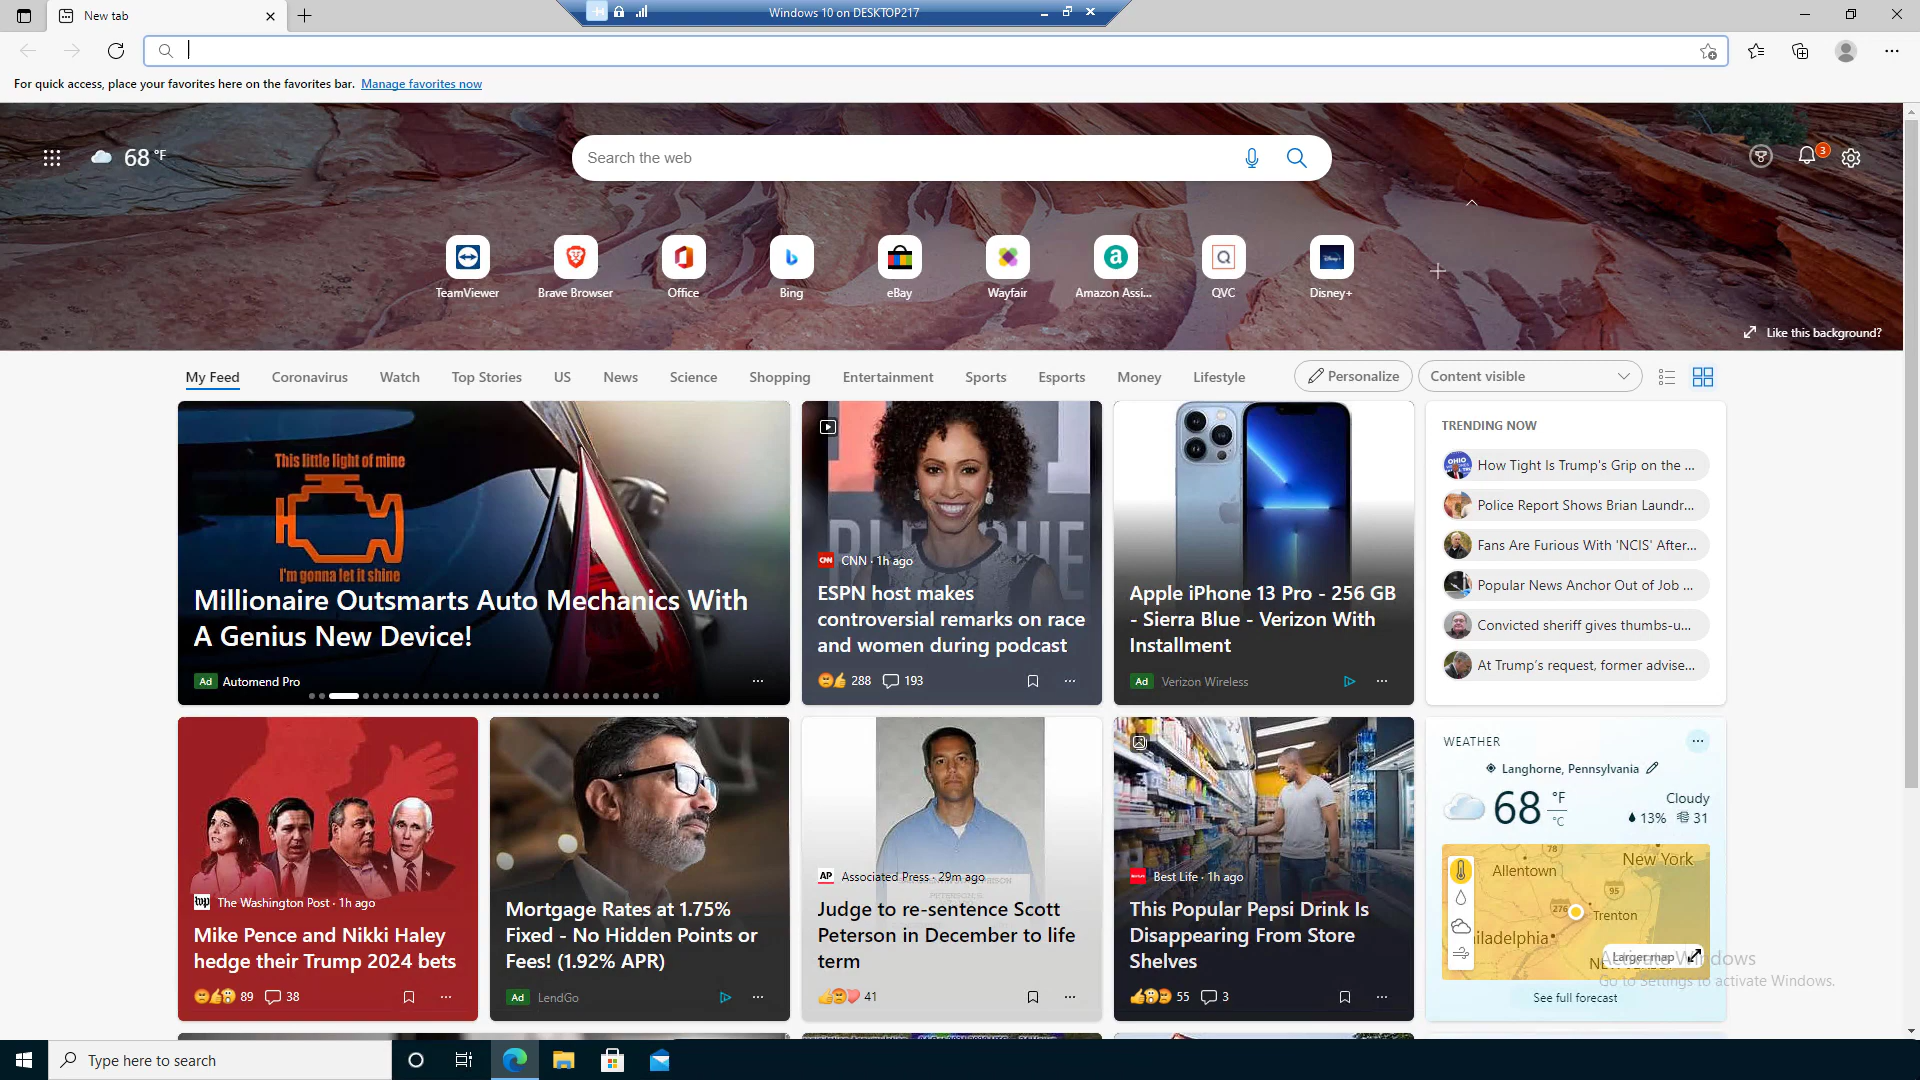 New tab
Windows 10 on DESKTOP217
For quick access, place your favorites here on the favorites bar. Manage favorites now
68 °F
Search the web
3
TeamViewer
Brave Browser
Office
Bing
eBay
Wayfair
Amazon Assi...
QVC
Disney+
Like this background?
My Feed
Coronavirus
Watch
Top Stories
US
News
Science
Shopping
Entertainment
Sports
Esports
Money
Lifestyle
Personalize
Content visible
This little light of mine
I'm gonna let it shine
Millionaire Outsmarts Auto Mechanics With
A Genius New Device!
Ad Automend Pro
CNN · 1h ago
ESPN host makes
controversial remarks on race
and women during podcast
288 193
Apple iPhone 13 Pro - 256 GB
- Sierra Blue - Verizon With
Installment
Ad Verizon Wireless
TRENDING NOW
How Tight Is Trump's Grip on the ...
Police Report Shows Brian Laundr...
Fans Are Furious With 'NCIS' After...
Popular News Anchor Out of Job ...
Convicted sheriff gives thumbs-u...
At Trump's request, former advise...
wp The Washington Post · 1h ago
Mike Pence and Nikki Haley
hedge their Trump 2024 bets
89 38
Mortgage Rates at 1.75%
Fixed - No Hidden Points or
Fees! (1.92% APR)
Ad LendGo
AP Associated Press · 29m ago
Judge to re-sentence Scott
Peterson in December to life
term
41
Best Life · 1h ago
This Popular Pepsi Drink Is
Disappearing From Store
Shelves
55 3
WEATHER
Langhorne, Pennsylvania
68 °F
°C
Cloudy
13% 31
78
New York
Allentown
95
276
Trenton
iladelphia
Larger map
See full forecast
Activate Windows
Go to Settings to activate Windows.
Type here to search